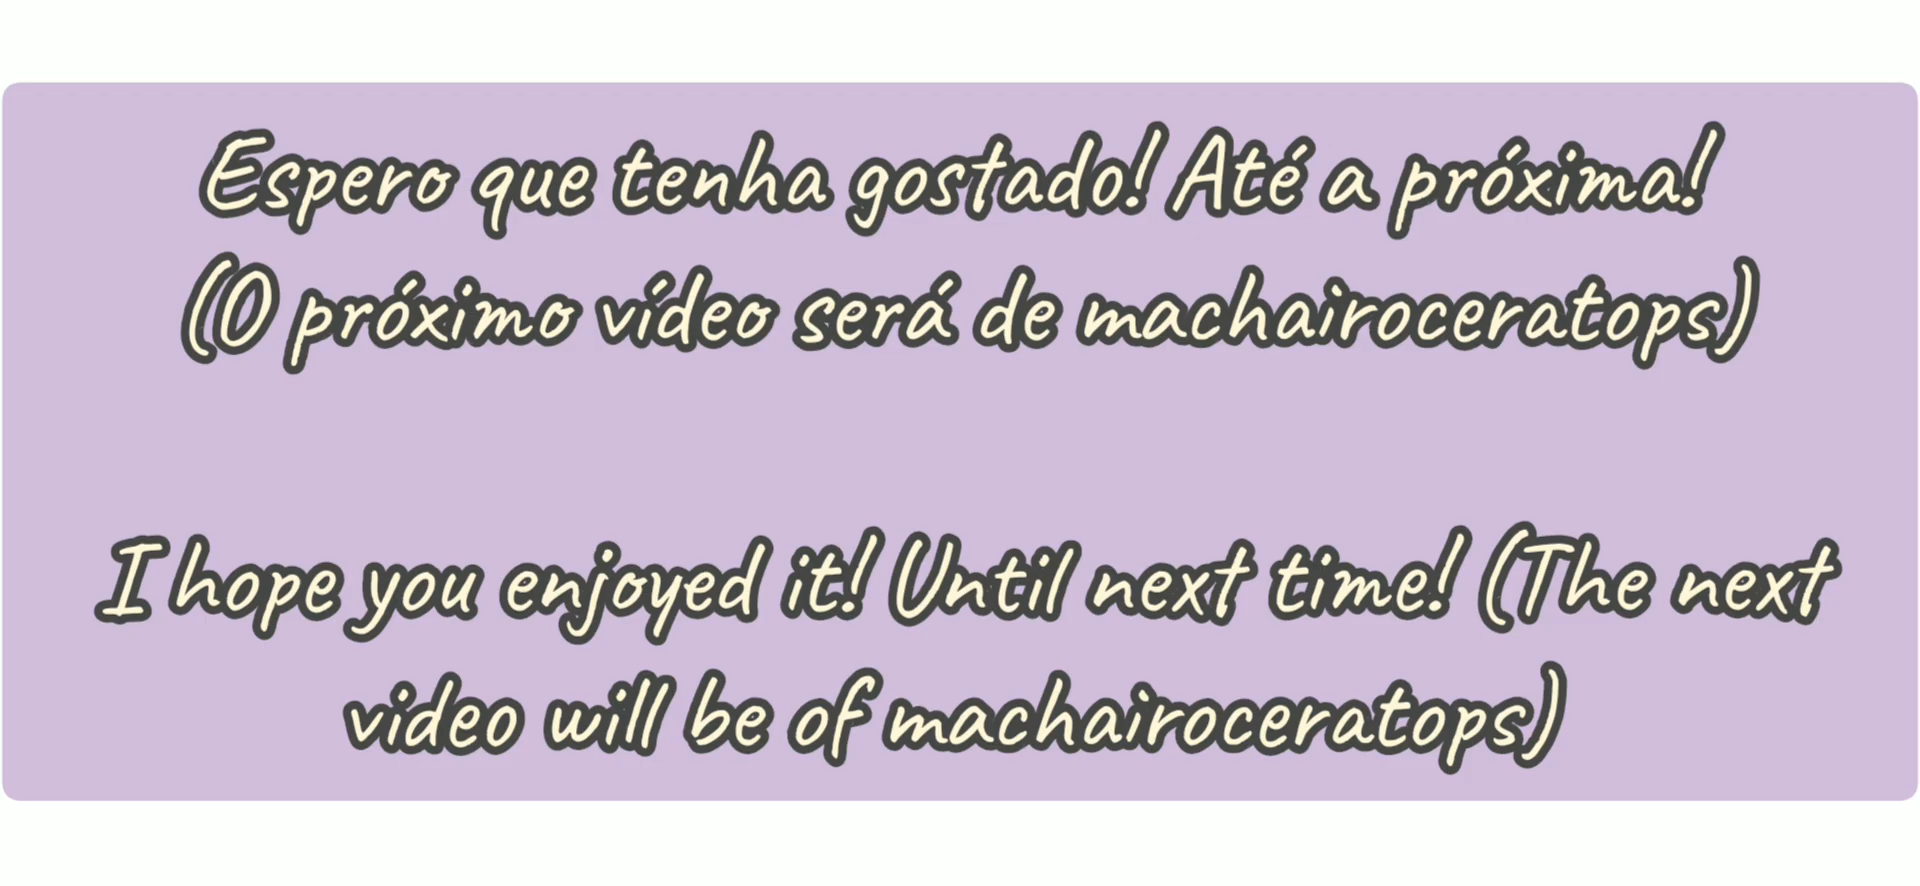 Espero que tenha gostado! Até a próxima!
(O próximo vídeo será de machairoceratops)
I hope you enjoyed it! Until next time! (The next
video will be of machairoceratops)